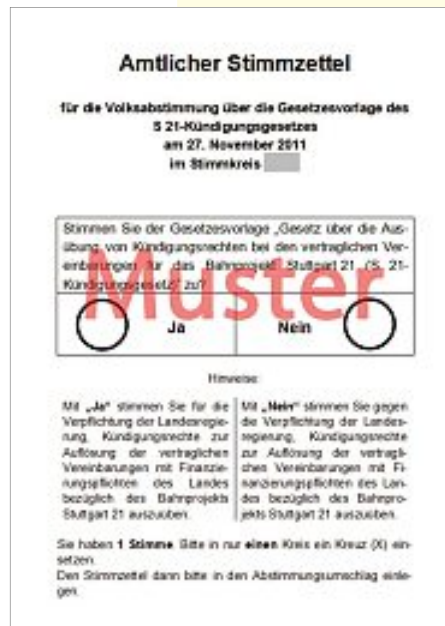 Amtlicher Stimmzettel
für die Volksabstimmung über die Gesetzesvorlage des
S 21-Kündigungsgesetzes
am 27. November 2011
im Stimmkreis
Stimmen Sie der Gesetzesvorlage „Gesetz über die Aus-
übung von Kündigungsrechten bei den vertraglichen Ver-
einbarungen für das Bahnprojekt Stuttgart 21 (S 21-
Kündigungsgesetz)“ zu?
Muster
Ja Nein
Hinweise:
Mit „Ja“ stimmen Sie für die
Verpflichtung der Landesregie-
rung, Kündigungsrechte zur
Auflösung der vertraglichen
Vereinbarungen mit Finanzie-
rungspflichten des Landes
bezüglich des Bahnprojekts
Stuttgart 21 auszuüben.
Mit „Nein“ stimmen Sie gegen
die Verpflichtung der Landes-
regierung, Kündigungsrechte
zur Auflösung der vertragli-
chen Vereinbarungen mit Fi-
nanzierungspflichten des Lan-
des bezüglich des Bahnpro-
jekts Stuttgart 21 auszuüben.
Sie haben 1 Stimme. Bitte in nur einen Kreis ein Kreuz (X) ein-
setzen.
Den Stimmzettel dann bitte in den Abstimmungsumschlag einle-
gen.